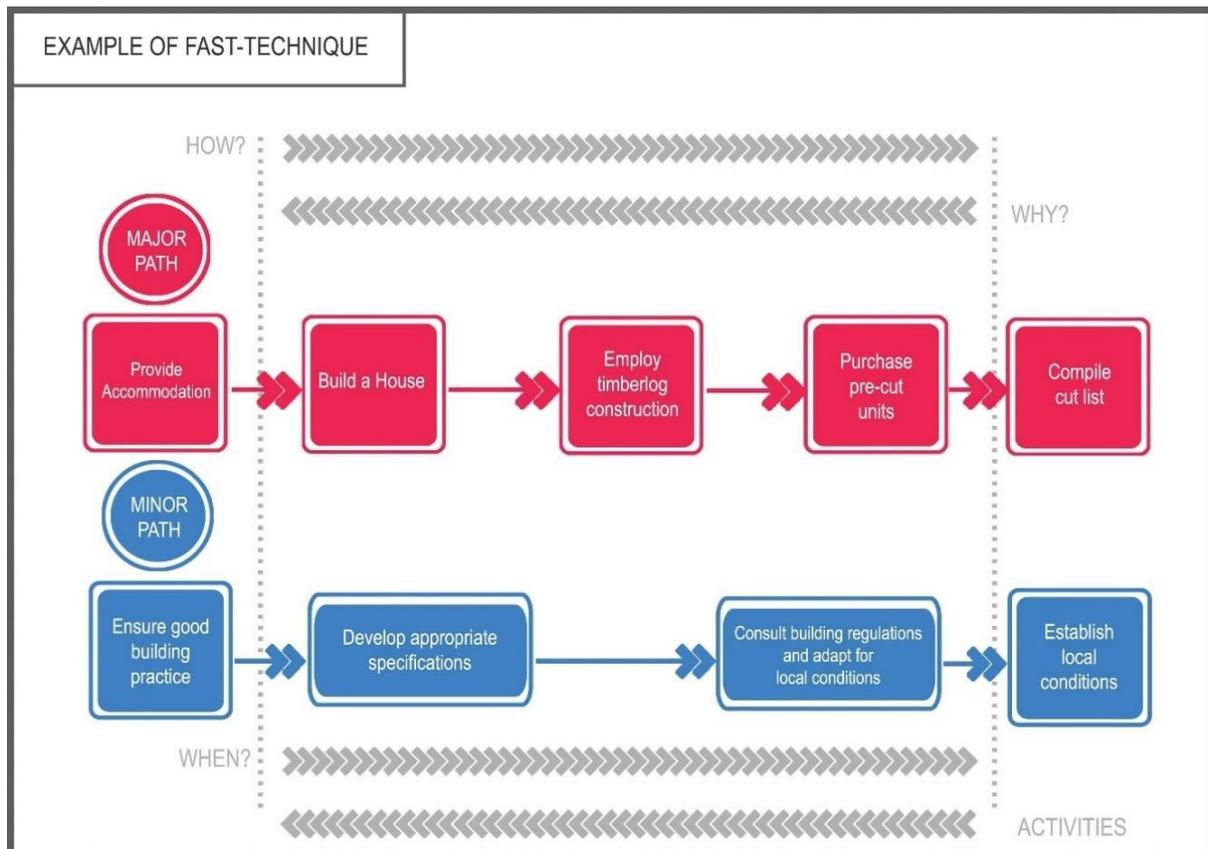 EXAMPLE OF FAST-TECHNIQUE
HOW?
WHY?
MAJOR
PATH
Provide
Accommodation
Build a House
Employ
timberlog
construction
Purchase
pre-cut
units
Compile
cut list
MINOR
PATH
Ensure good
building
practice
Develop appropriate
specifications
Consult building regulations
and adapt for
local conditions
Establish
local
conditions
WHEN?
ACTIVITIES